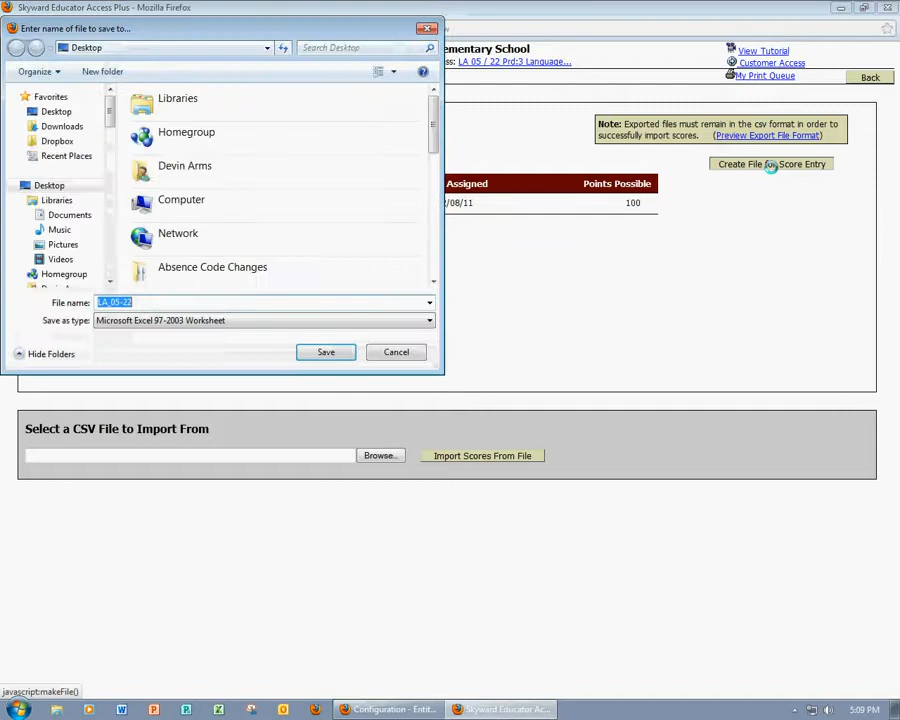 Skyward Educator Access Plus - Mozilla Firefox
Enter name of file to save to...
Desktop
Search Desktop
Organize
New folder
Favorites
Desktop
Downloads
Dropbox
Recent Places
Desktop
Libraries
Documents
Music
Pictures
Videos
Homegroup
Libraries
Homegroup
Devin Arms
Computer
Network
Absence Code Changes
File name:
LA_05-22
Save as type:
Microsoft Excel 97-2003 Worksheet
Hide Folders
Save
Cancel
ementary School
LA 05 / 22 Prd:3 Language...
View Tutorial
Customer Access
My Print Queue
Back
Note: Exported files must remain in the csv format in order to
successfully import scores. (Preview Export File Format)
Create File for Score Entry
Assigned
Points Possible
/08/11
100
Select a CSV File to Import From
Browse...
Import Scores From File
javascript:makeFile()
Configuration - Entit...
Skyward Educator Ac...
5:09 PM